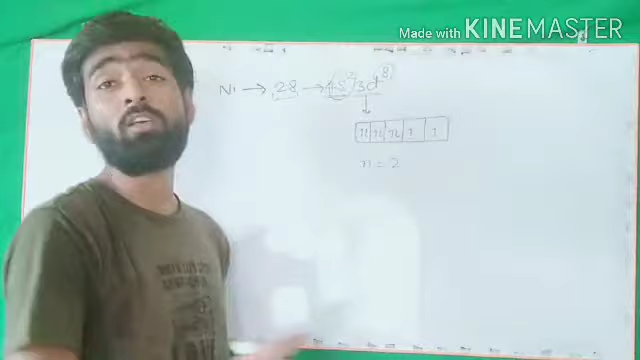 Made with KINEMASTER
Ni → 28 → 4s² 3d⁸
↓
1l 1l 1l 1 1
n = 2